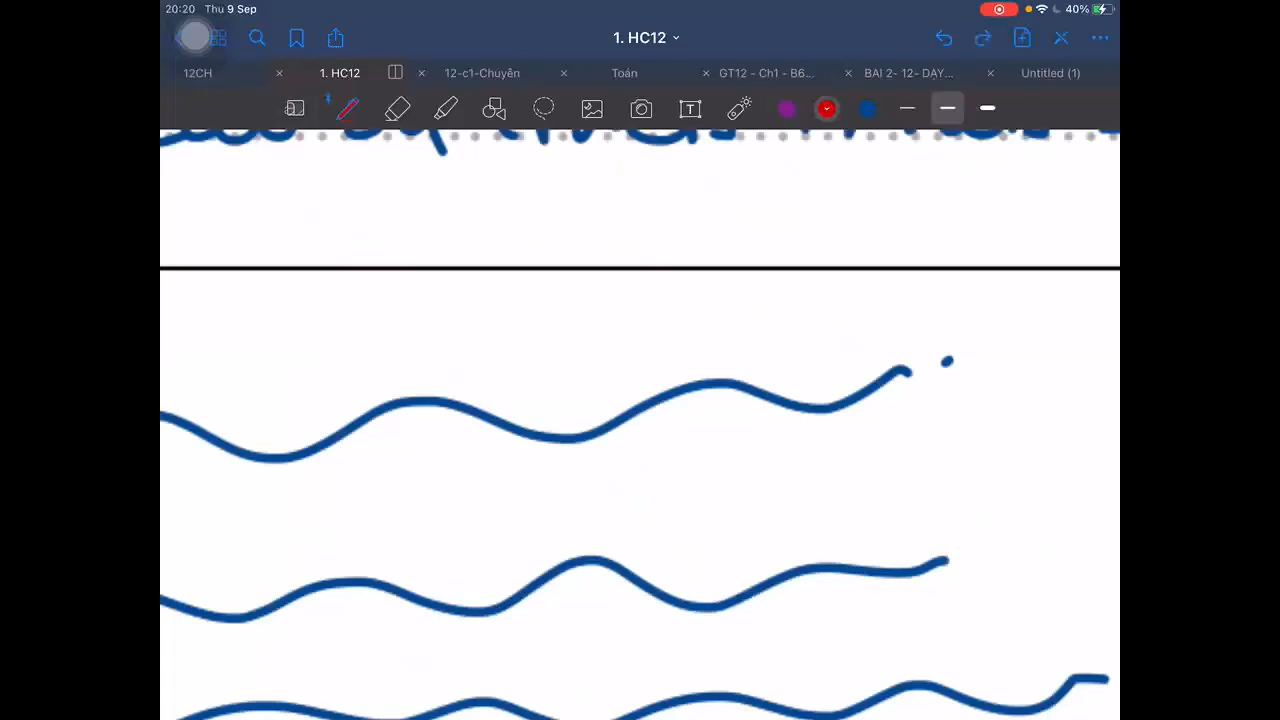 20:20 Thu 9 Sep
40%
1. HC12
12CH
1. HC12
12-c1-Chuyên
Toán
GT12 - Ch1 - B6...
BAI 2- 12- DAY...
Untitled (1)
T